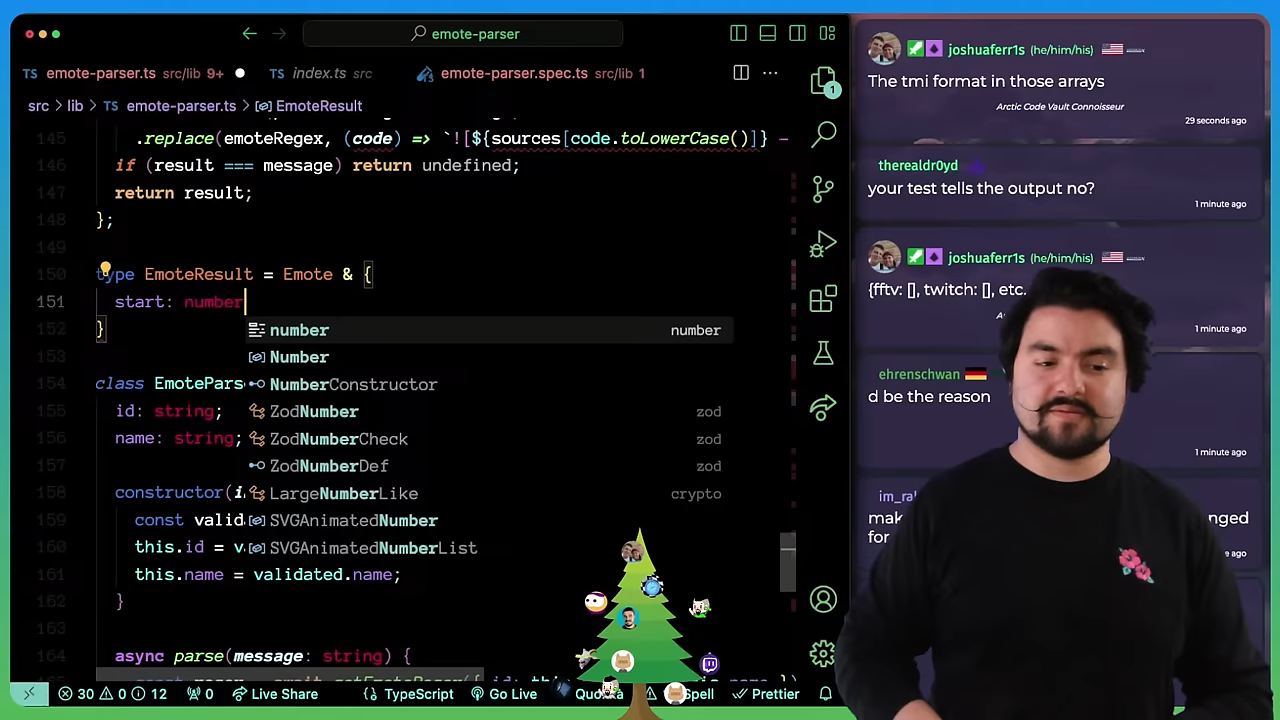 emote-parser
TS emote-parser.ts src/lib 9+
TS index.ts src
emote-parser.spec.ts src/lib 1
src > lib > TS emote-parser.ts > EmoteResult
145 .replace(emoteRegex, (code) => `![${sources[code.toLowerCase()]}
146 if (result === message) return undefined;
147 return result;
148 };
149
150 type EmoteResult = Emote & {
151 start: number
152 }
153
154 class EmotePars
155 id: string;
156 name: string;
158 constructor(i
159 const valid
160 this.id = v
161 this.name = validated.name;
162 }
163
164 async parse(message: string) {
number number
Number
NumberConstructor
ZodNumber zod
ZodNumberCheck zod
ZodNumberDef zod
LargeNumberLike crypto
SVGAnimatedNumber
SVGAnimatedNumberList
1
30 0 12 0 Live Share TypeScript Go Live Spell Prettier
joshuaferr1s (he/him/his)
The tmi format in those arrays
Arctic Code Vault Connoisseur
29 seconds ago
therealdr0yd
your test tells the output no?
1 minute ago
joshuaferr1s (he/him/his)
{fftv: [], twitch: [], etc.
1 minute ago
ehrenschwan
d be the reason
1 minute ago